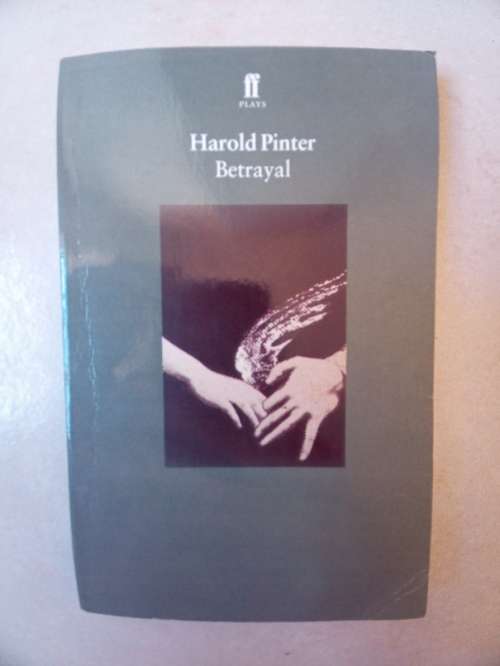 ff
PLAYS
Harold Pinter
Betrayal